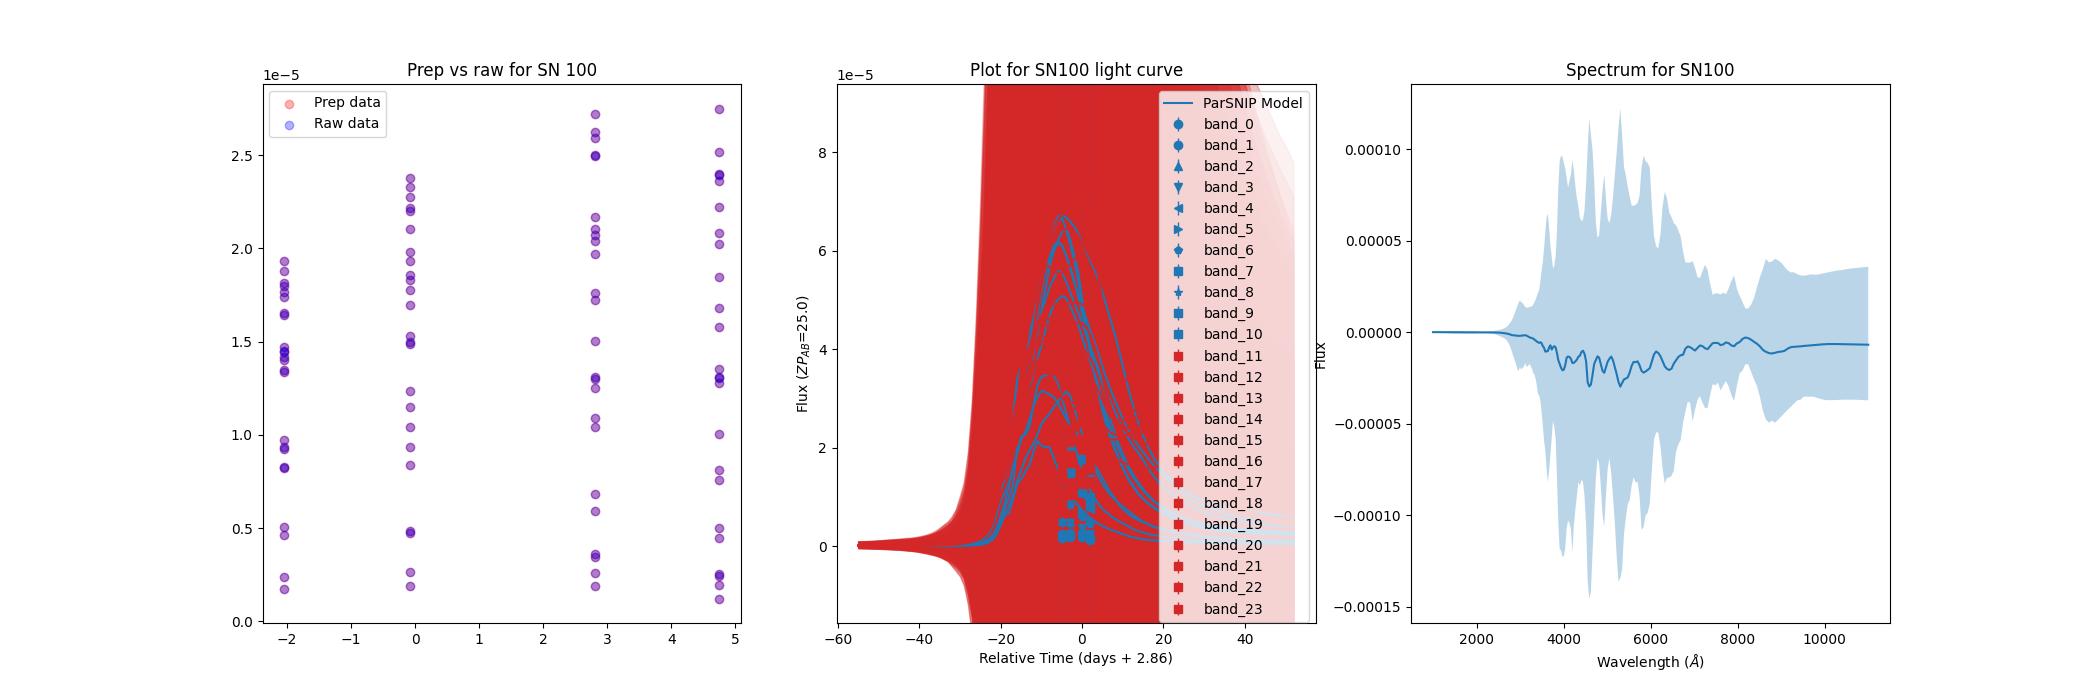 Prep vs raw for SN 100
1e−5
Prep data
Raw data
2.5
2.0
1.5
1.0
0.5
0.0
−2
−1
0
1
2
3
4
5
Plot for SN100 light curve
1e−5
ParSNIP Model
band_0
band_1
band_2
band_3
band_4
band_5
band_6
band_7
band_8
band_9
band_10
band_11
band_12
band_13
band_14
band_15
band_16
band_17
band_18
band_19
band_20
band_21
band_22
band_23
Flux (ZP_AB=25.0)
8
6
4
2
0
−60
−40
−20
0
20
40
Relative Time (days + 2.86)
Spectrum for SN100
Flux
0.00010
0.00005
0.00000
−0.00005
−0.00010
−0.00015
2000
4000
6000
8000
10000
Wavelength (Å)